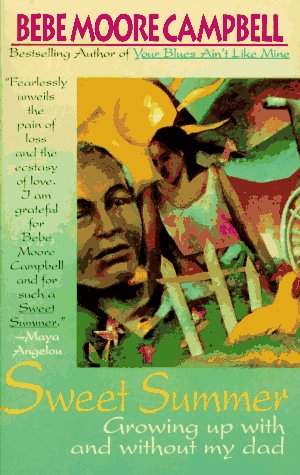 BEBE MOORE CAMPBELL
Bestselling Author of Your Blues Ain't Like Mine
"Fearlessly
unveils
the
pain of
loss
and the
ecstasy
of love.
I am
grateful
for
Bebe
Moore
Campbell
and for
such a
Sweet
Summer."
—Maya
Angelou
Sweet Summer
Growing up with
and without my dad